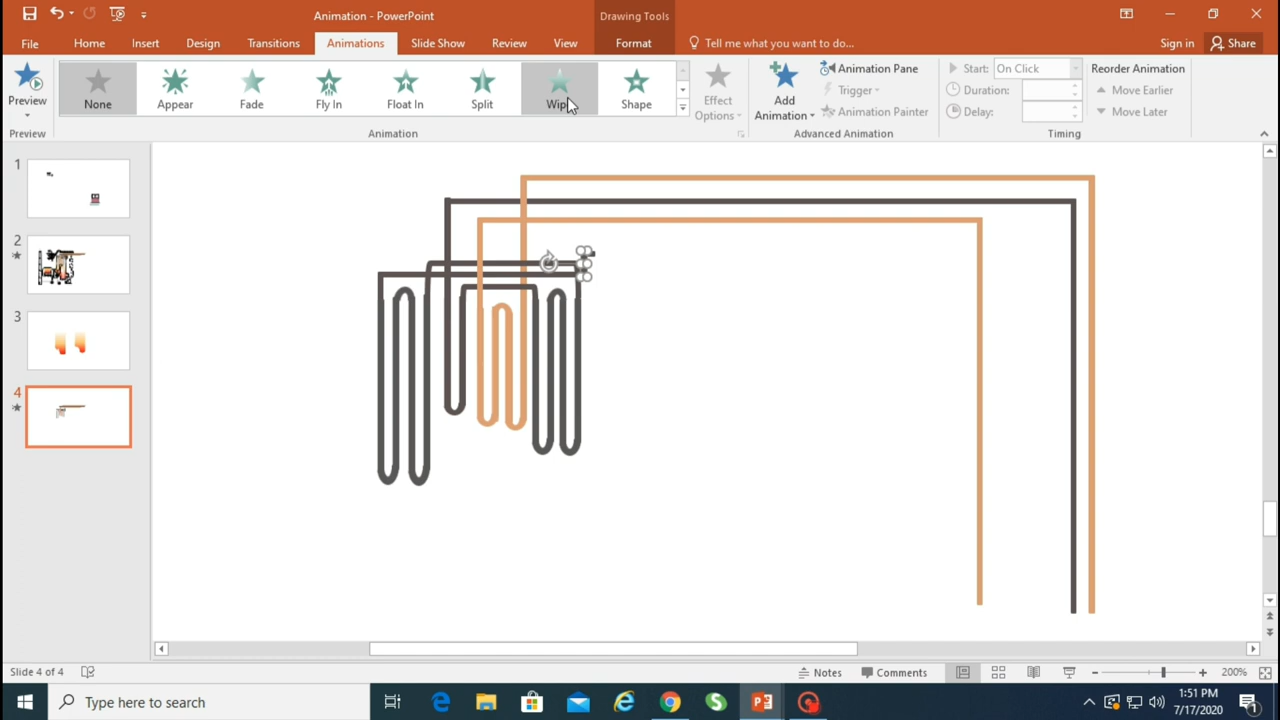 Animation - PowerPoint
Drawing Tools
File
Home
Insert
Design
Transitions
Animations
Slide Show
Review
View
Format
Tell me what you want to do...
Sign in
Share
Preview
None
Appear
Fade
Fly In
Float In
Split
Shape
Effect
Options
Add
Animation
Animation Pane
Trigger
Animation Painter
Start:
On Click
Duration:
Delay:
Reorder Animation
Move Earlier
Move Later
Preview
Animation
Advanced Animation
Timing
1
2
3
4
Slide 4 of 4
Notes
Comments
200%
Type here to search
1:51 PM
7/17/2020
1